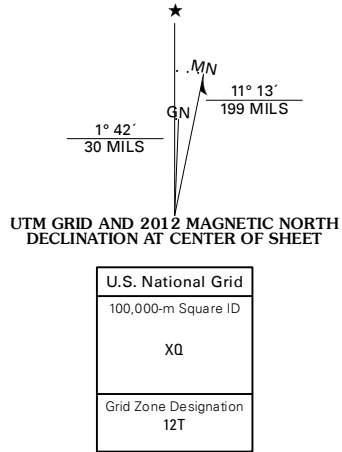 ★
MN
GN
11° 13´
199 MILS
1° 42´
30 MILS
UTM GRID AND 2012 MAGNETIC NORTH
DECLINATION AT CENTER OF SHEET
U.S. National Grid
100,000-m Square ID
XQ
Grid Zone Designation
12T